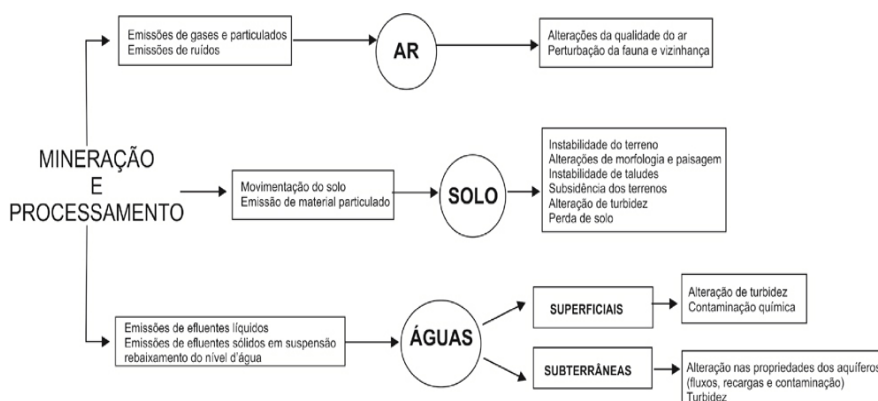 Emissões de gases e particulados
Emissões de ruídos
AR
Alterações da qualidade do ar
Perturbação da fauna e vizinhança
MINERAÇÃO
E
PROCESSAMENTO
Movimentação do solo
Emissão de material particulado
SOLO
Instabilidade do terreno
Alterações de morfologia e paisagem
Instabilidade de taludes
Subsidência dos terrenos
Alteração de turbidez
Perda de solo
Emissões de efluentes líquidos
Emissões de efluentes sólidos em suspensão
rebaixamento do nível d'água
ÁGUAS
SUPERFICIAIS
Alteração de turbidez
Contaminação química
SUBTERRÂNEAS
Alteração nas propriedades dos aquíferos
(fluxos, recargas e contaminação)
Turbidez